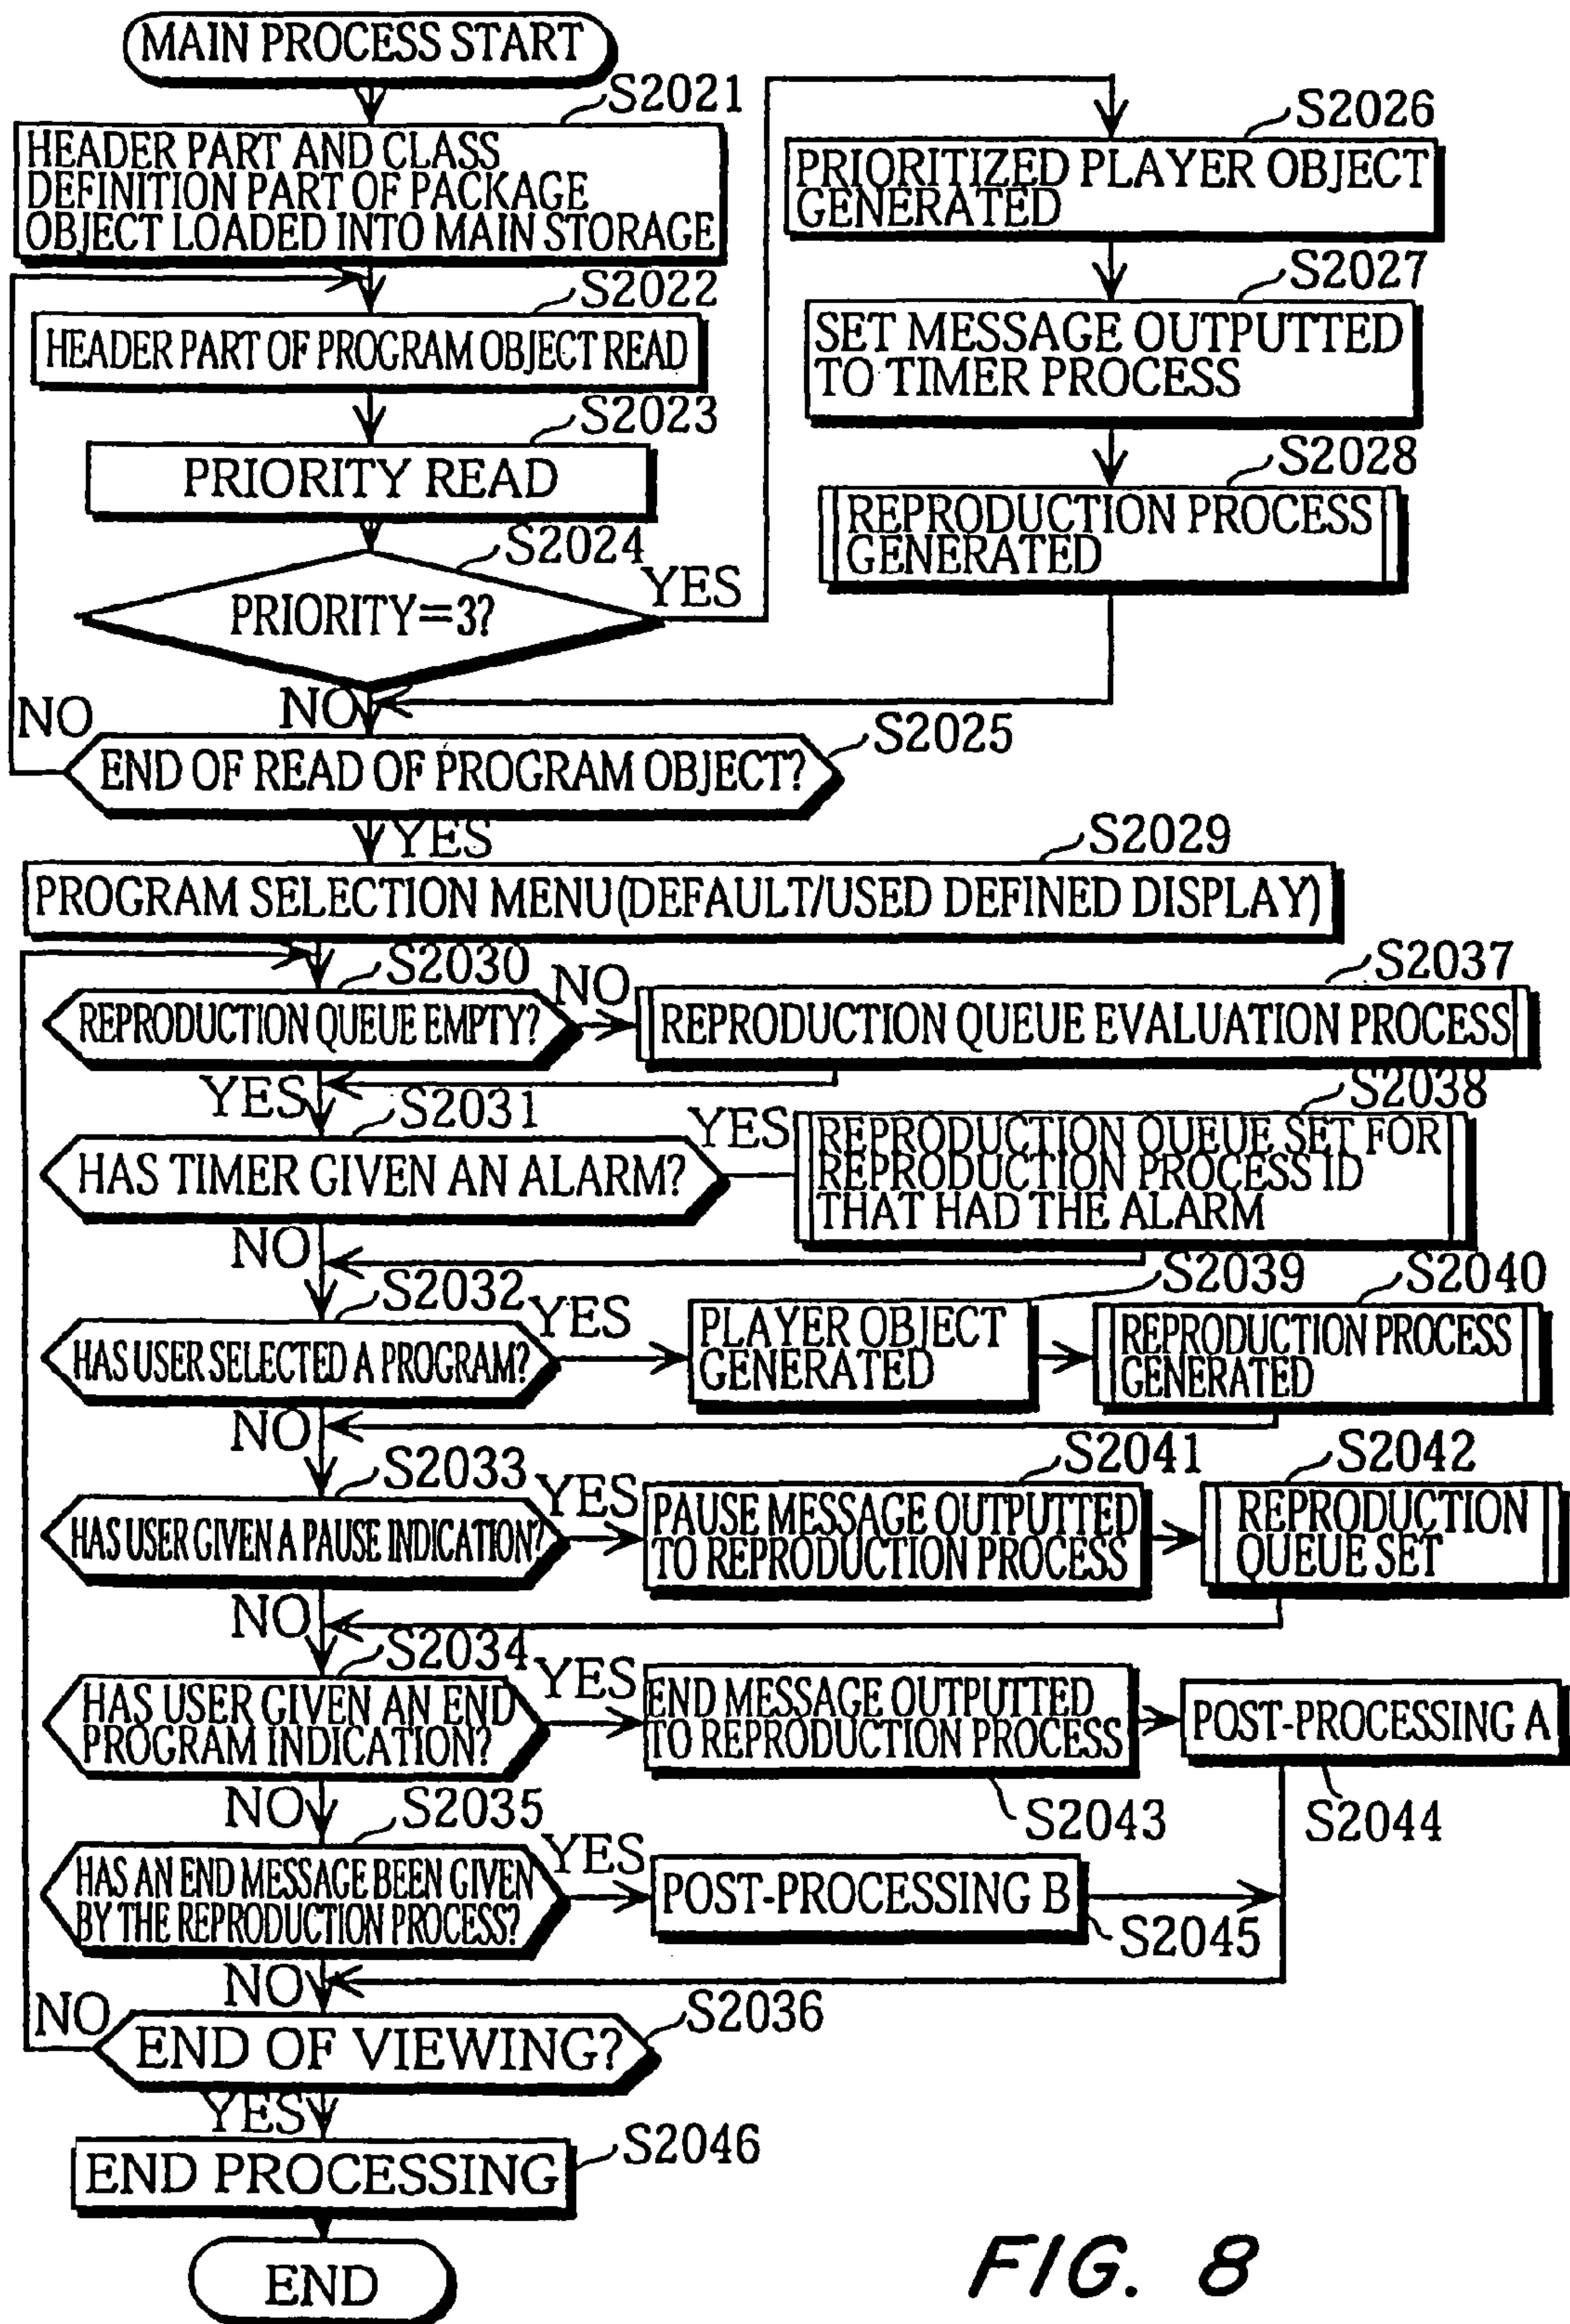 MAIN PROCESS START
S2021
HEADER PART AND CLASS
DEFINITION PART OF PACKAGE
OBJECT LOADED INTO MAIN STORAGE
S2022
HEADER PART OF PROGRAM OBJECT READ
S2023
PRIORITY READ
S2024
PRIORITY=3?
YES
NO
S2026
PRIORITIZED PLAYER OBJECT
GENERATED
S2027
SET MESSAGE OUTPUTTED
TO TIMER PROCESS
S2028
REPRODUCTION PROCESS
GENERATED
NO
S2025
END OF READ OF PROGRAM OBJECT?
YES
S2029
PROGRAM SELECTION MENU(DEFAULT/USED DEFINED DISPLAY)
S2030
REPRODUCTION QUEUE EMPTY?
NO
S2037
REPRODUCTION QUEUE EVALUATION PROCESS
YES
S2031
HAS TIMER GIVEN AN ALARM?
YES
S2038
REPRODUCTION QUEUE SET FOR
REPRODUCTION PROCESS ID
THAT HAD THE ALARM
NO
S2032
HAS USER SELECTED A PROGRAM?
YES
S2039
PLAYER OBJECT
GENERATED
S2040
REPRODUCTION PROCESS
GENERATED
NO
S2033
HAS USER GIVEN A PAUSE INDICATION?
YES
S2041
PAUSE MESSAGE OUTPUTTED
TO REPRODUCTION PROCESS
S2042
REPRODUCTION
QUEUE SET
NO
S2034
HAS USER GIVEN AN END
PROGRAM INDICATION?
YES
END MESSAGE OUTPUTTED
TO REPRODUCTION PROCESS
S2043
POST-PROCESSING A
S2044
NO
S2035
HAS AN END MESSAGE BEEN GIVEN
BY THE REPRODUCTION PROCESS?
YES
POST-PROCESSING B
S2045
NO
NO
S2036
END OF VIEWING?
YES
S2046
END PROCESSING
END
FIG. 8